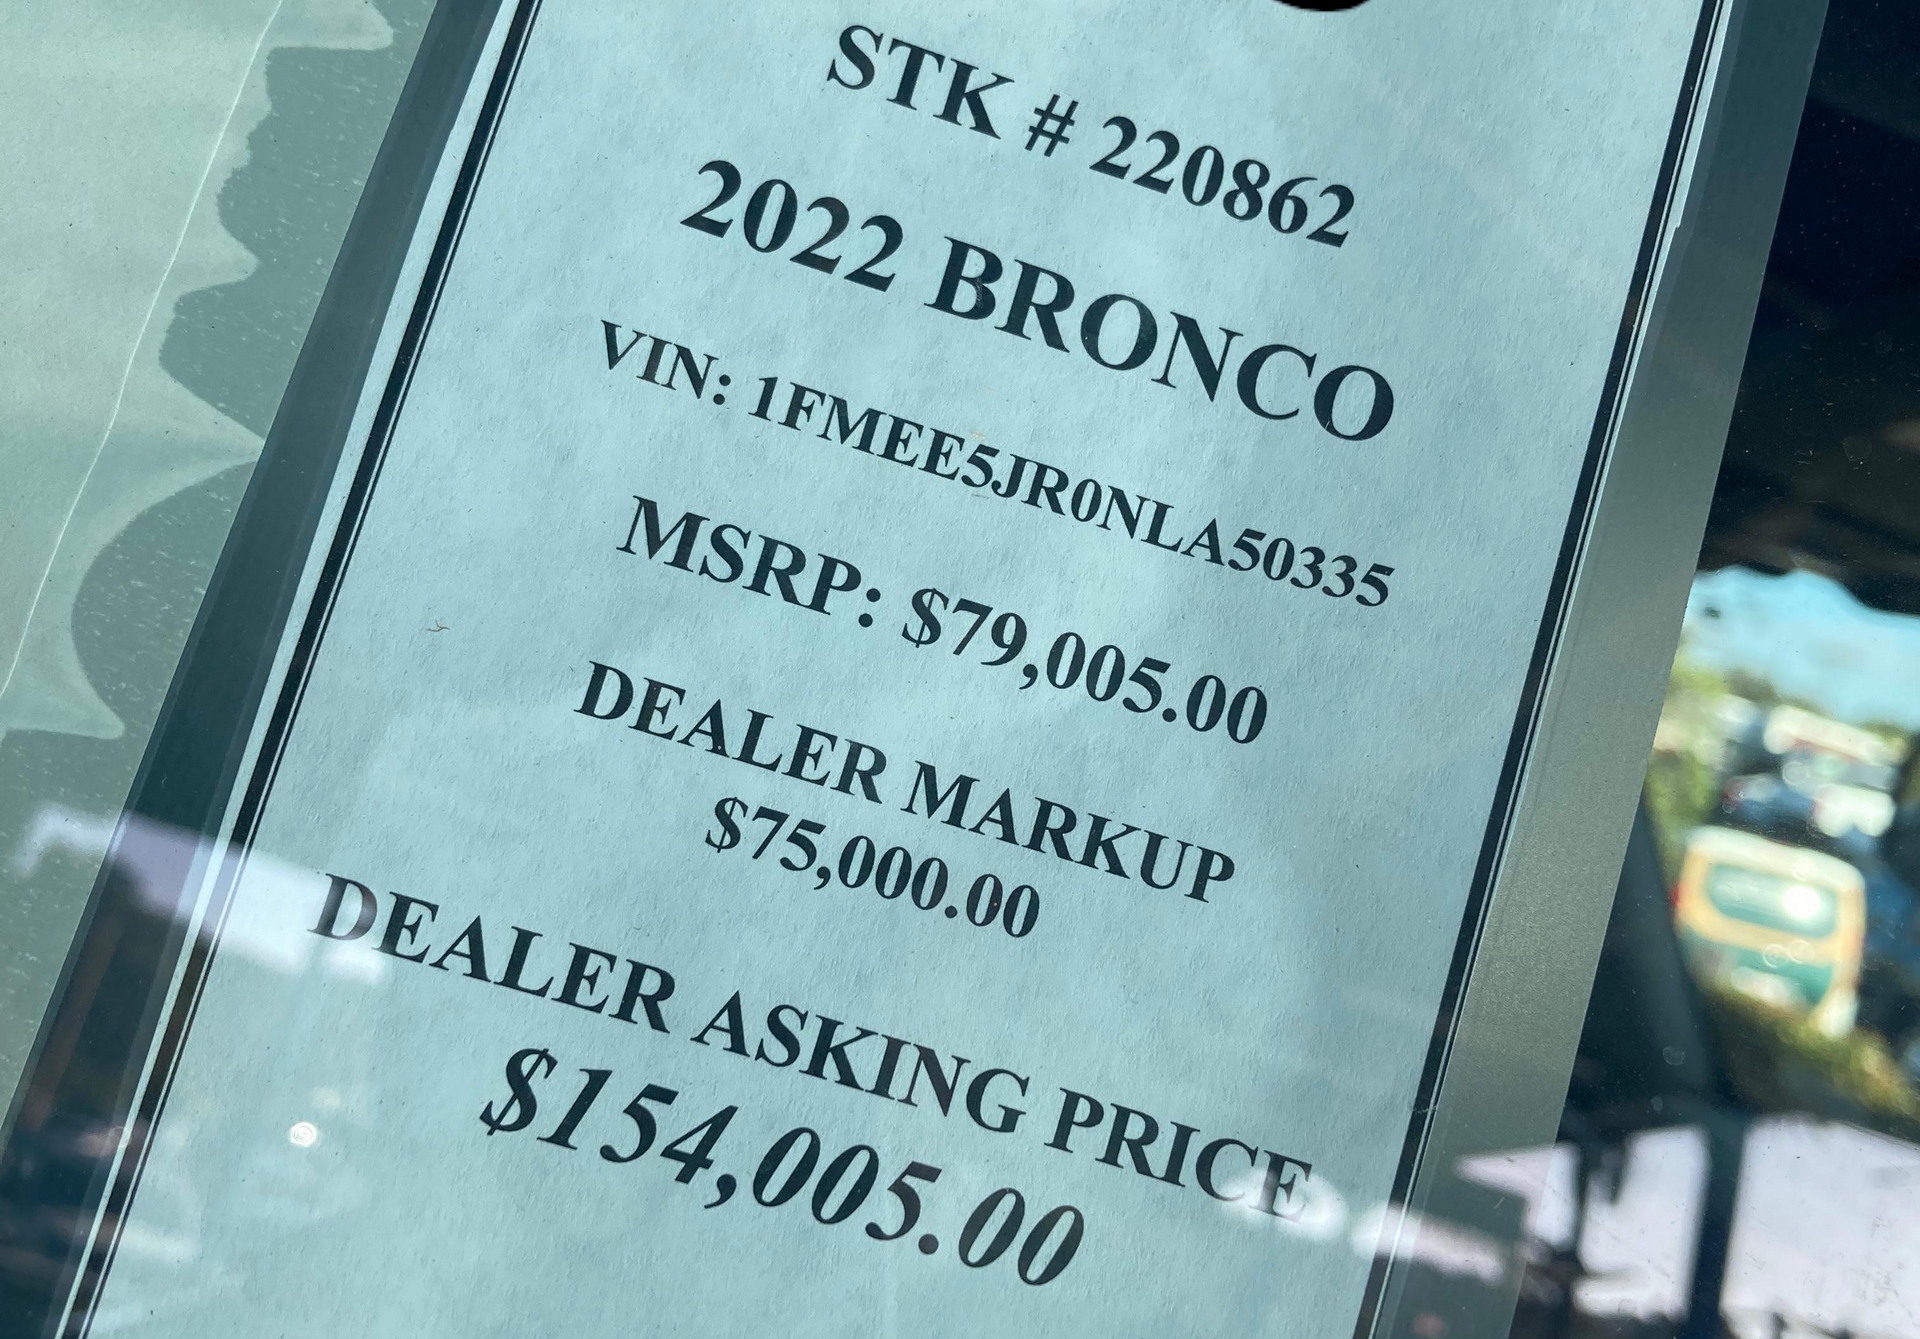 STK # 220862
2022 BRONCO
VIN: 1FMEE5JR0NLA50335
MSRP: $79,005.00
DEALER MARKUP
$75,000.00
DEALER ASKING PRICE
$154,005.00